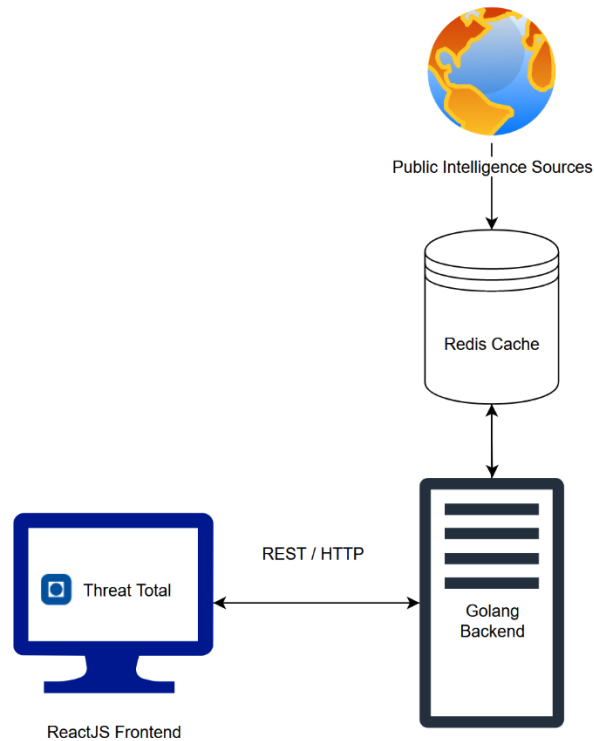 Public Intelligence Sources
Redis Cache
REST / HTTP
Threat Total
Golang
Backend
ReactJS Frontend